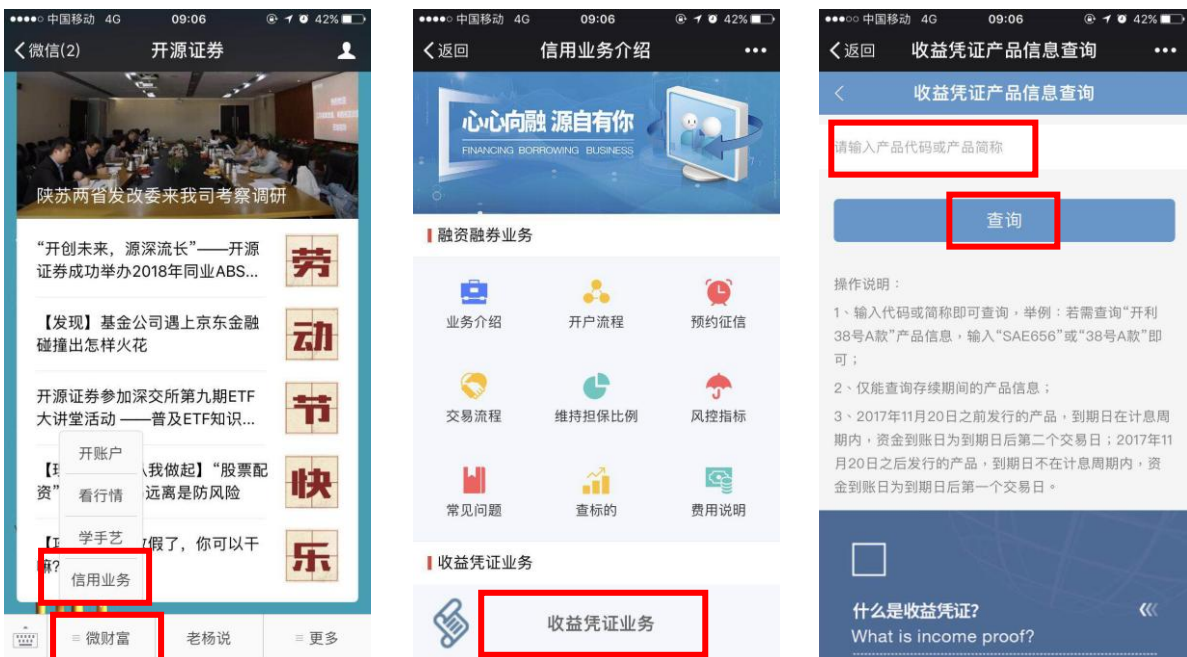 中国移动 4G 09:06 42%
微信(2) 开源证券
陕苏两省发改委来我司考察调研
“开创未来，源深流长”——开源
证券成功举办2018年同业ABS...
劳
【发现】基金公司遇上京东金融
碰撞出怎样火花
动
开源证券参加深交所第九期ETF
大讲堂活动 ——普及ETF知识...
节
我做起】“股票配
资”
远离是防风险
快
假了，你可以干
嘛?
乐
开账户
看行情
学手艺
信用业务
微财富 老杨说 更多
中国移动 4G 09:06 42%
返回 信用业务介绍
心心向融 源自有你
FINANCING BORROWING BUSINESS
融资融券业务
业务介绍 开户流程 预约征信
交易流程 维持担保比例 风控指标
常见问题 查标的 费用说明
收益凭证业务
收益凭证业务
中国移动 4G 09:06 42%
返回 收益凭证产品信息查询
收益凭证产品信息查询
请输入产品代码或产品简称
查询
操作说明：
1、输入代码或简称即可查询，举例：若需查询“开利
38号A款”产品信息，输入“SAE656”或“38号A款”即
可；
2、仅能查询存续期间的产品信息；
3、2017年11月20日之前发行的产品，到期日在计息周
期内，资金到账日为到期日后第二个交易日；2017年11
月20日之后发行的产品，到期日不在计息周期内，资
金到账日为到期日后第一个交易日。
什么是收益凭证?
What is income proof?